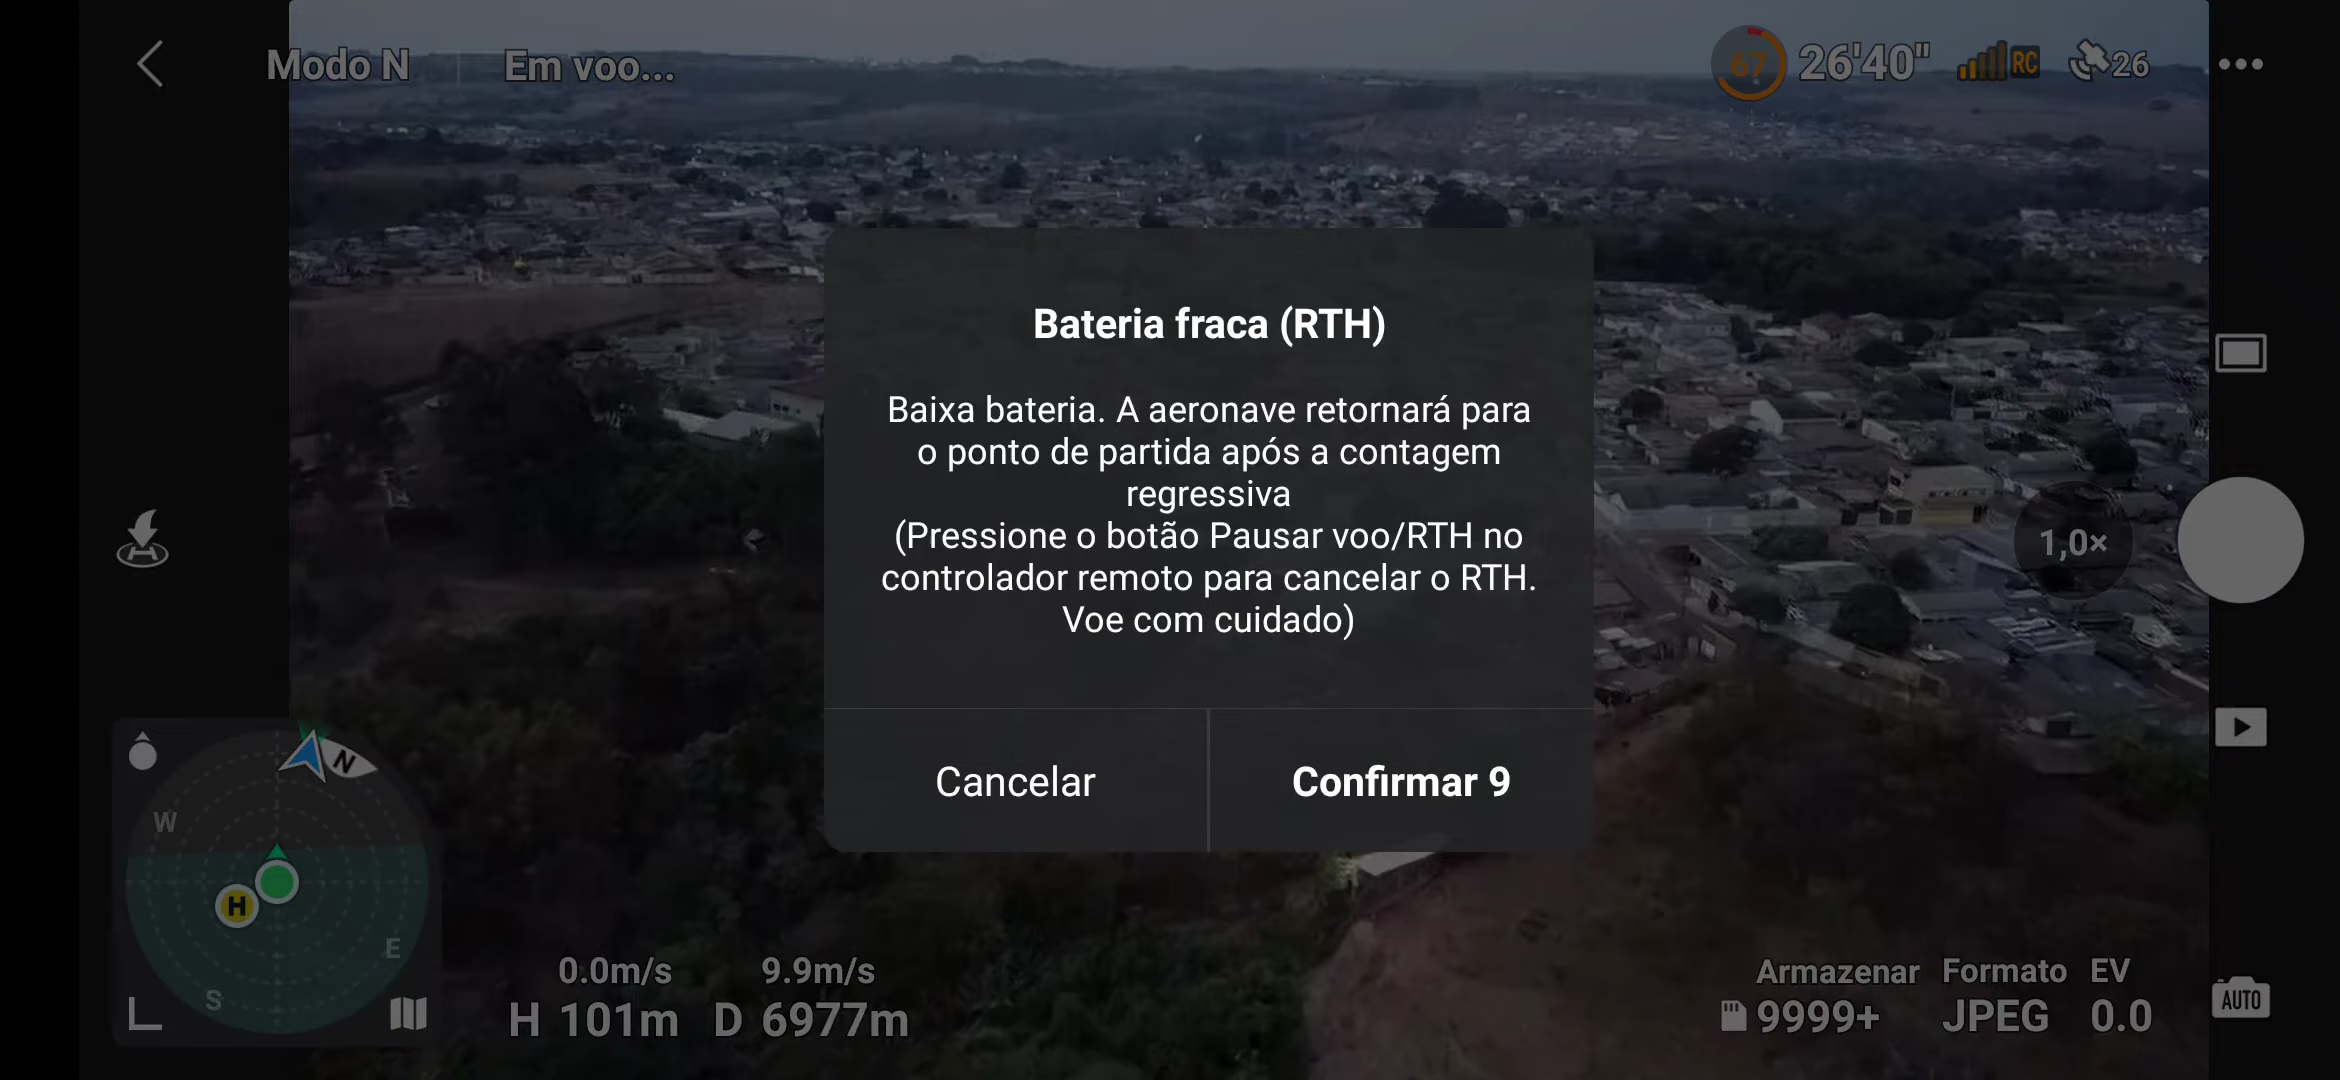 Modo N
Em voo...
67
26'40"
RC
26
Bateria fraca (RTH)
Baixa bateria. A aeronave retornará para
o ponto de partida após a contagem
regressiva
(Pressione o botão Pausar voo/RTH no
controlador remoto para cancelar o RTH.
Voe com cuidado)
Cancelar
Confirmar 9
1,0×
N
W
H
E
S
0.0m/s
9.9m/s
H 101m
D 6977m
Armazenar
Formato
EV
9999+
JPEG
0.0
AUTO